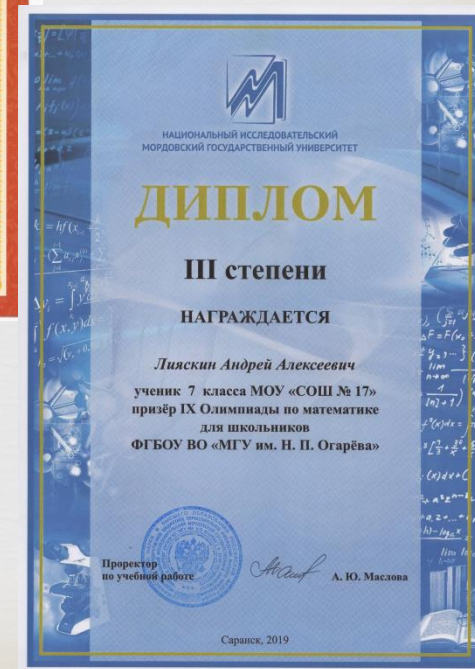 НАЦИОНАЛЬНЫЙ ИССЛЕДОВАТЕЛЬСКИЙ
МОРДОВСКИЙ ГОСУДАРСТВЕННЫЙ УНИВЕРСИТЕТ
ДИПЛОМ
III степени
НАГРАЖДАЕТСЯ
Лияскин Андрей Алексеевич
ученик 7 класса МОУ «СОШ № 17»
призёр IX Олимпиады по математике
для школьников
ФГБОУ ВО «МГУ им. Н. П. Огарёва»
Проректор
по учебной работе
А. Ю. Маслова
Саранск, 2019